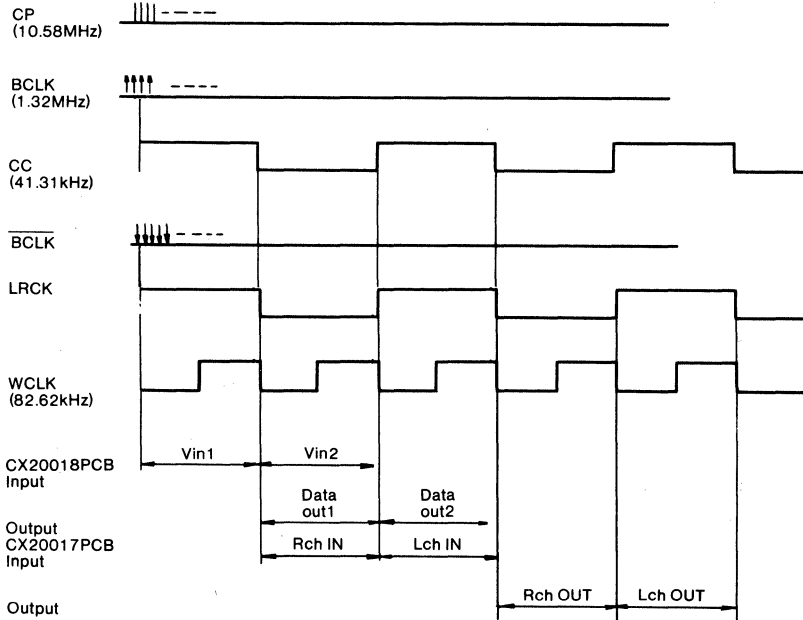 CP
(10.58MHz)
BCLK
(1.32MHz)
CC
(41.31kHz)
BCLK
LRCK
WCLK
(82.62kHz)
Vin1 Vin2
CX20018PCB
Input
Data
out1
Data
out2
Output
CX20017PCB
Input
Rch IN Lch IN
Rch OUT Lch OUT
Output